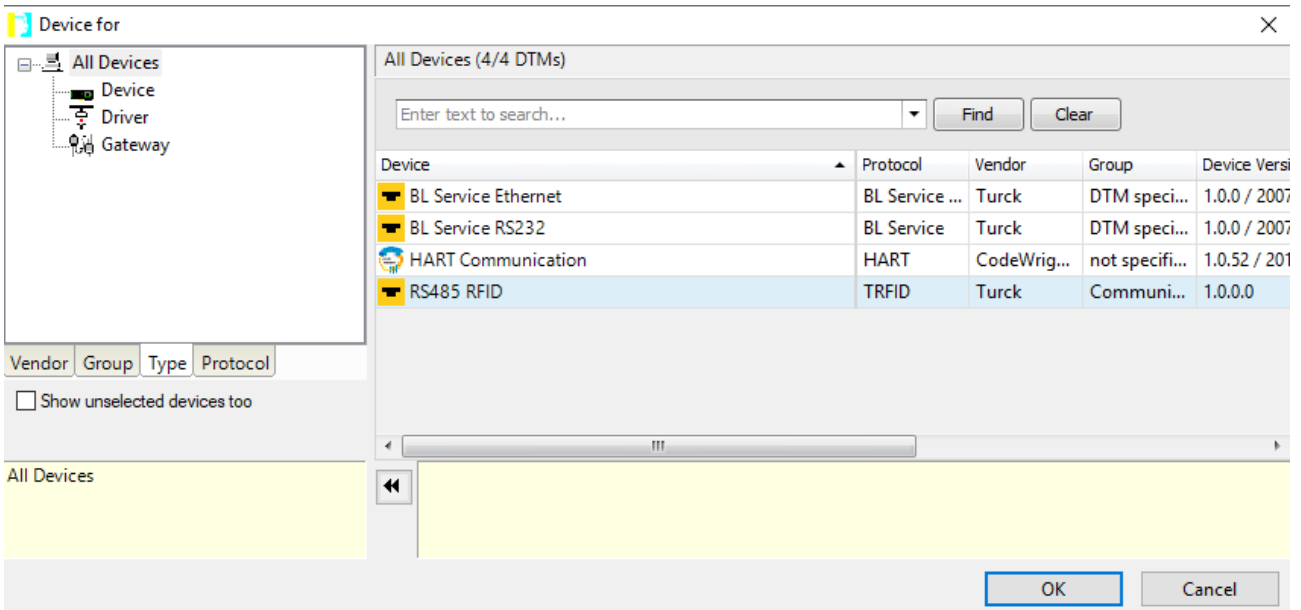 Device for
All Devices
Device
Driver
Gateway
Vendor Group Type Protocol
Show unselected devices too
All Devices
All Devices (4/4 DTMs)
Enter text to search... Find Clear
Device Protocol Vendor Group Device Versi
BL Service Ethernet BL Service ... Turck DTM speci... 1.0.0 / 2007
BL Service RS232 BL Service Turck DTM speci... 1.0.0 / 2007
HART Communication HART CodeWrig... not specifi... 1.0.52 / 201
RS485 RFID TRFID Turck Communi... 1.0.0.0
OK Cancel